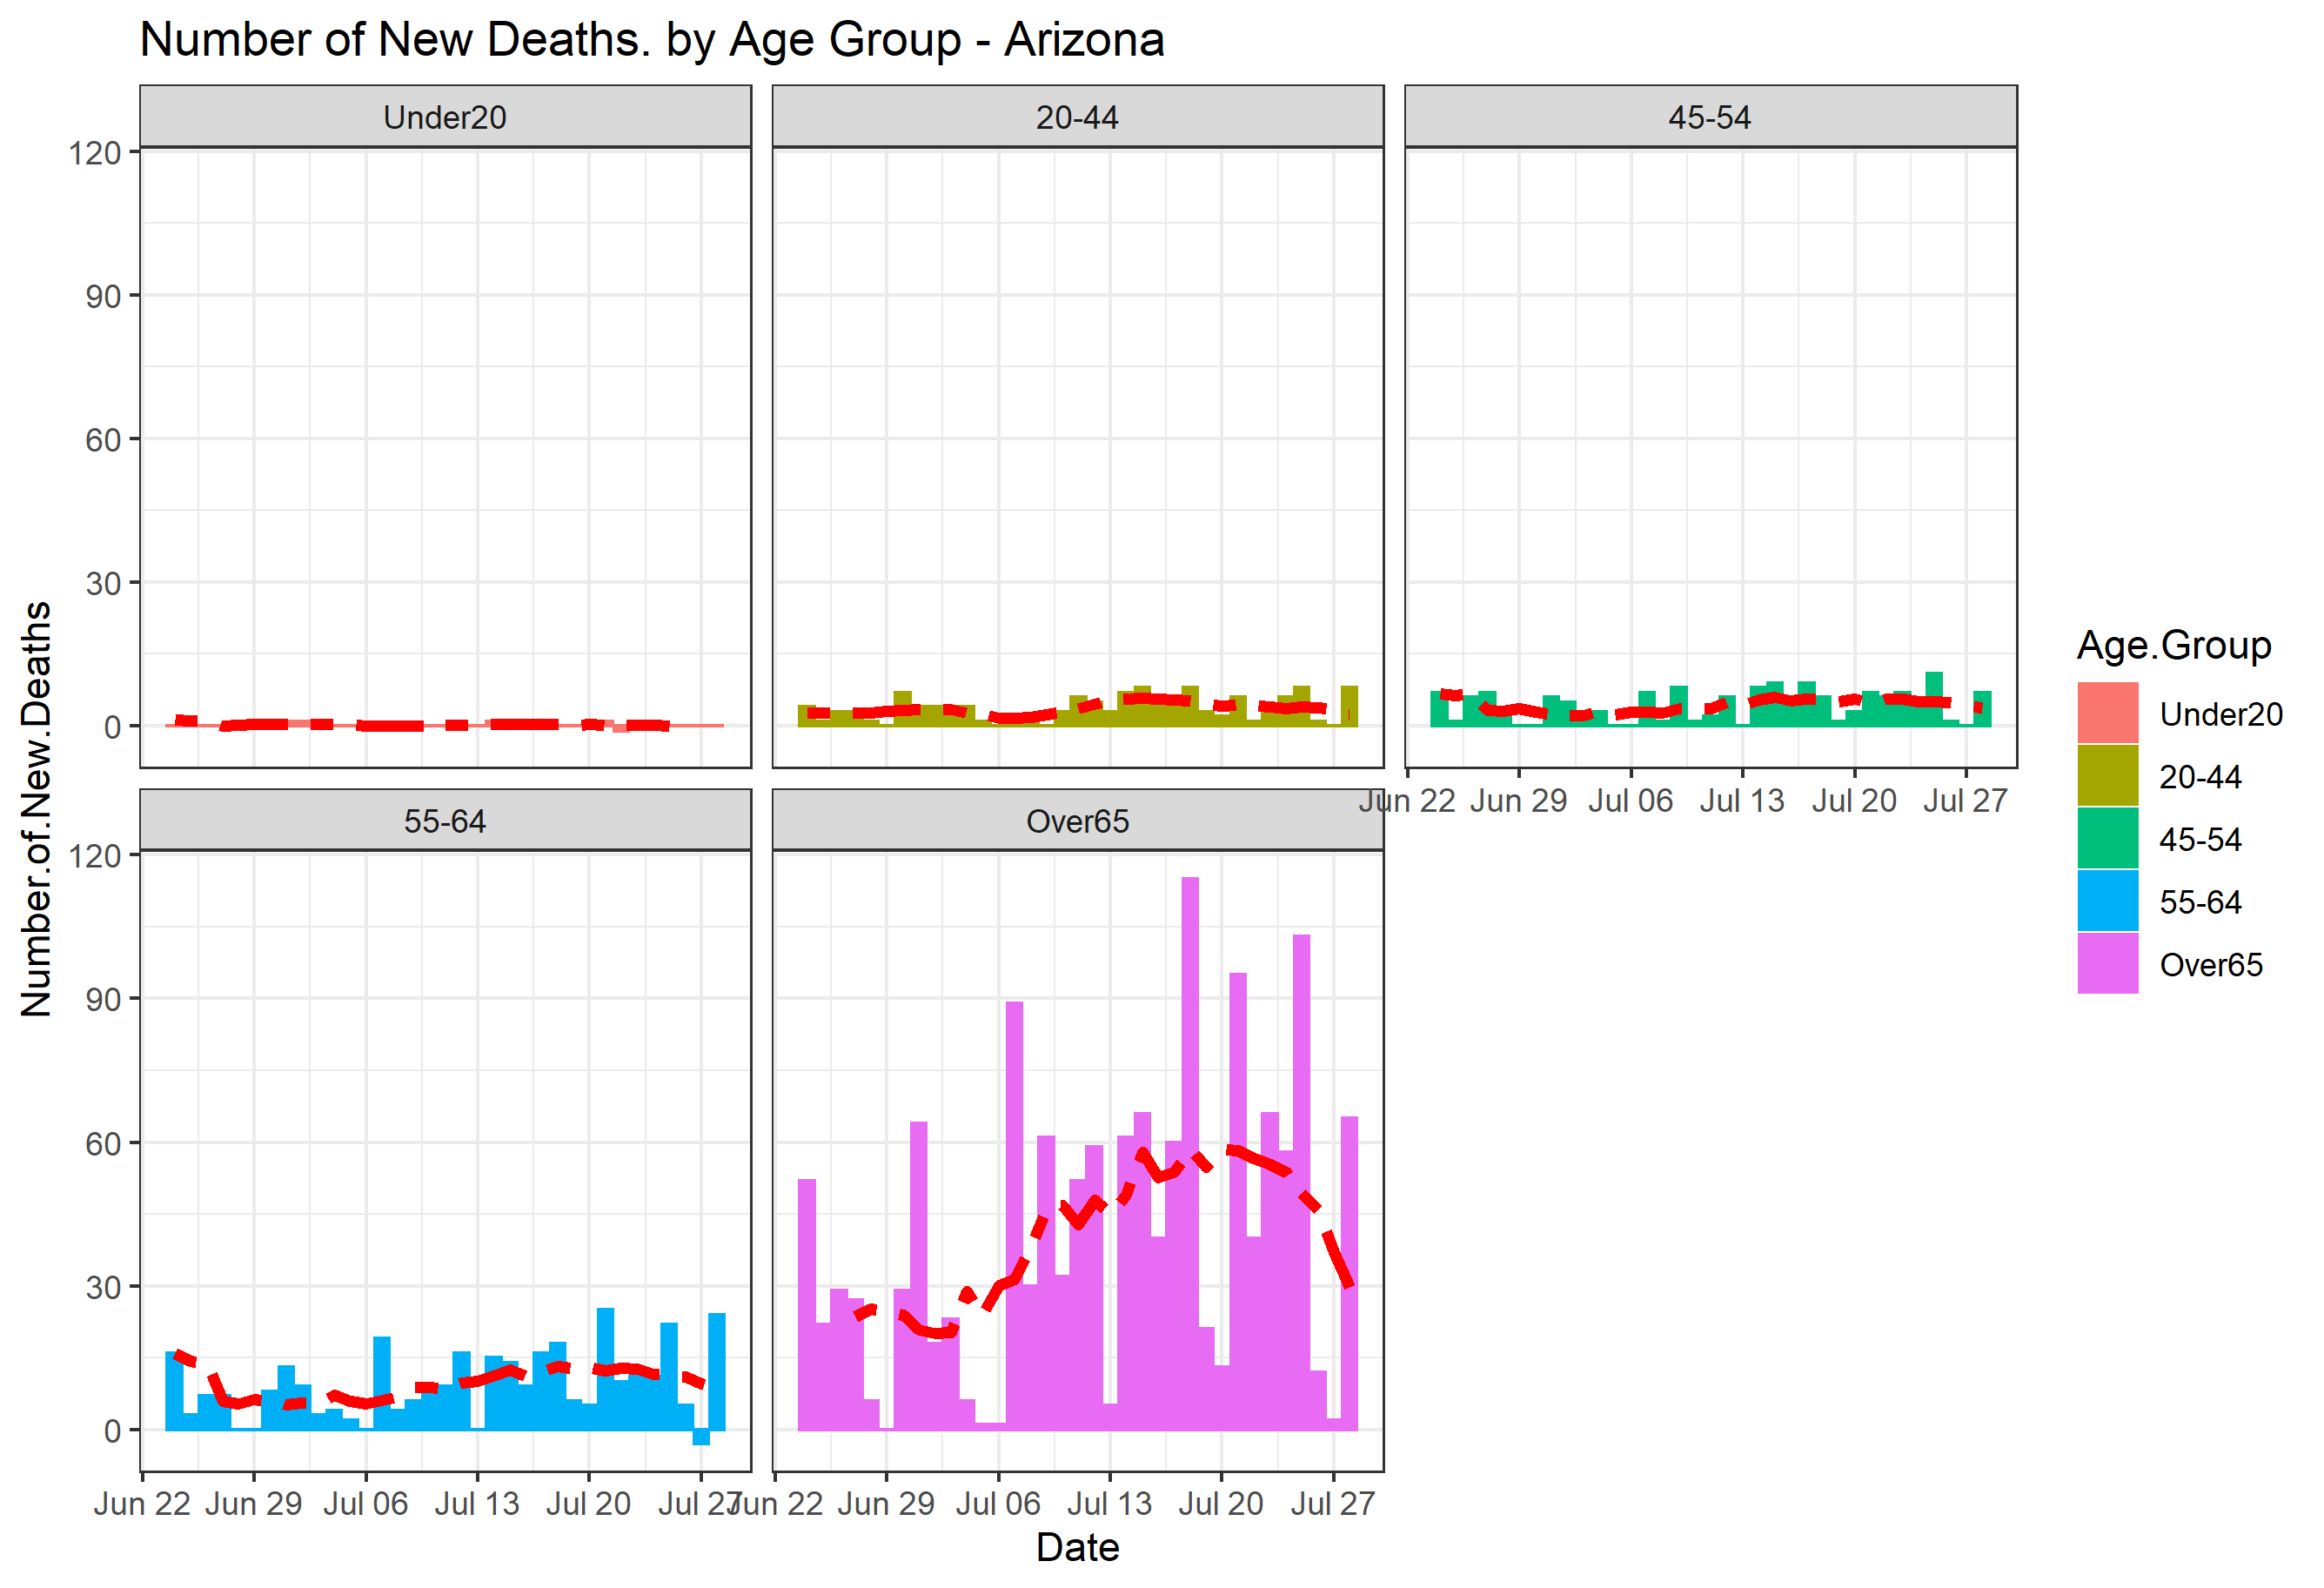 Number of New Deaths. by Age Group - Arizona
Under20
20-44
45-54
120
90
60
30
0
Jun 22 Jun 29 Jul 06 Jul 13 Jul 20 Jul 27
55-64
Over65
120
90
60
30
0
Jun 22 Jun 29 Jul 06 Jul 13 Jul 20 Jul 27
Jun 22 Jun 29 Jul 06 Jul 13 Jul 20 Jul 27
Number.of.New.Deaths
Date
Age.Group
Under20
20-44
45-54
55-64
Over65